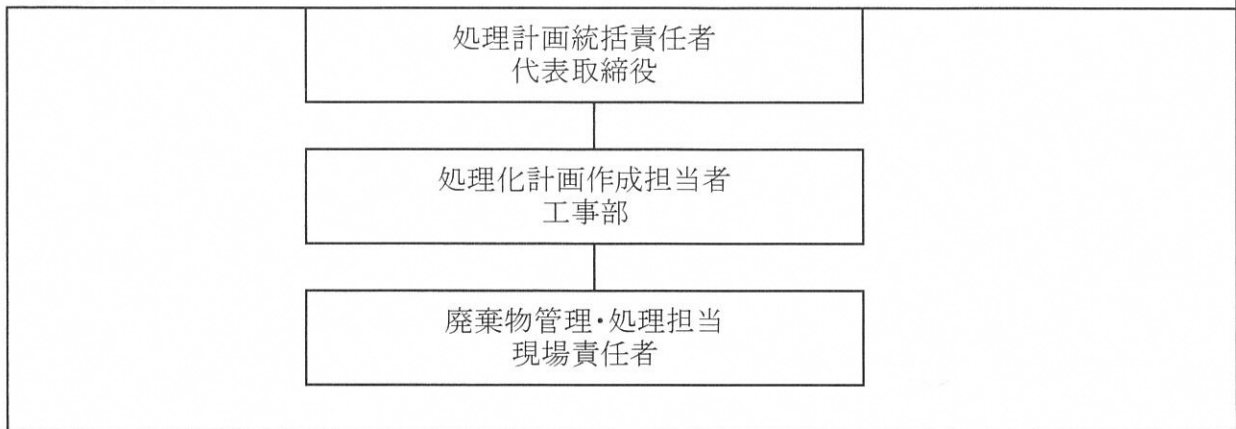 処理計画統括責任者
代表取締役
処理化計画作成担当者
工事部
廃棄物管理・処理担当
現場責任者